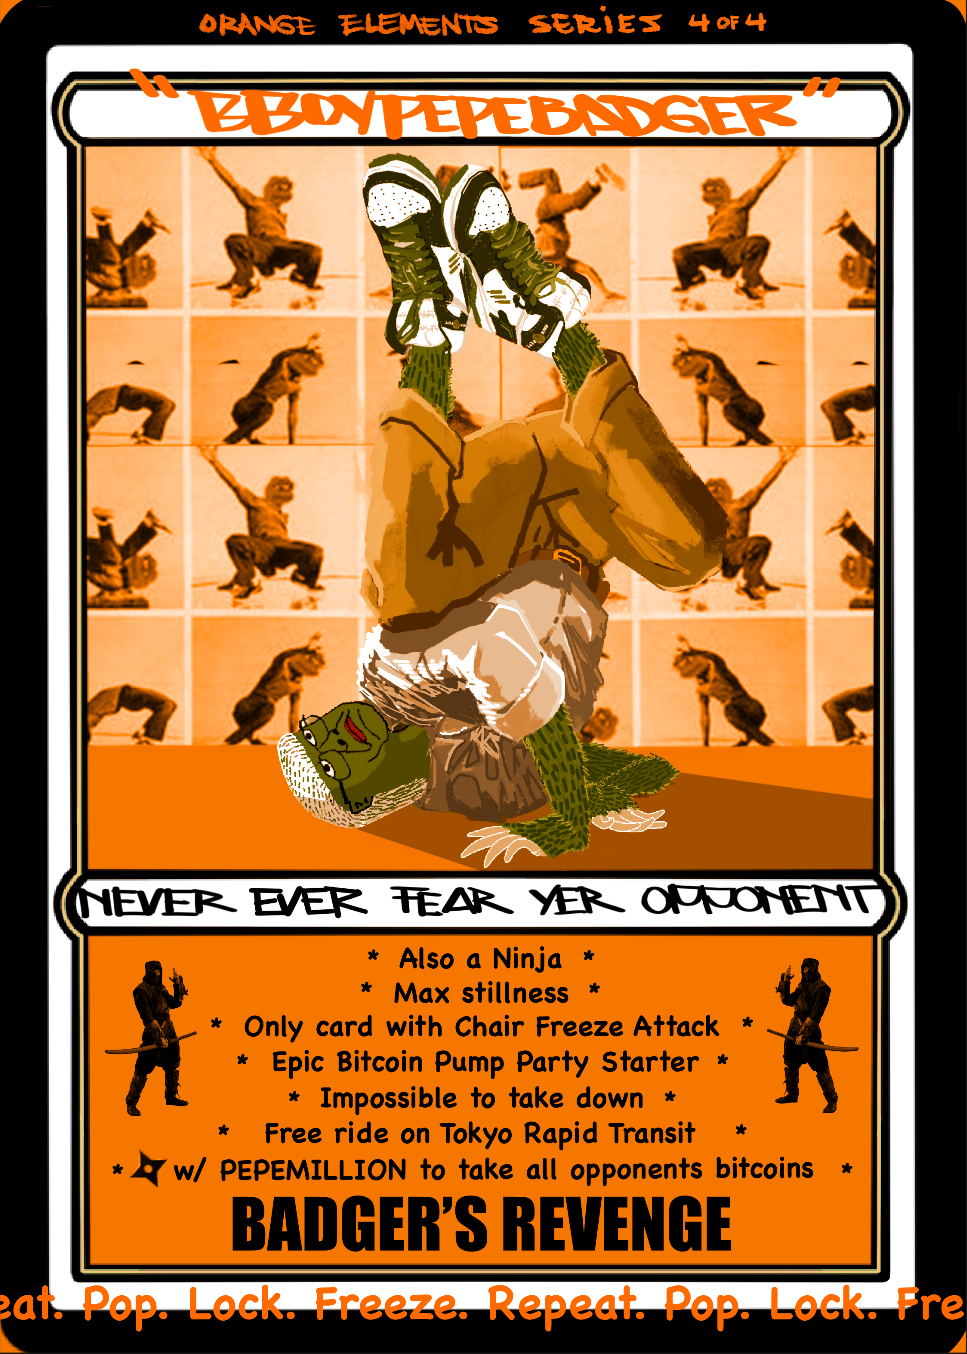 ORANGE ELEMENTS SERIES 4 OF 4
"BBOYPEPEBADGER"
NEVER EVER FEAR YER OPPONENT
* Also a Ninja *
* Max stillness *
* Only card with Chair Freeze Attack *
* Epic Bitcoin Pump Party Starter *
* Impossible to take down *
* Free ride on Tokyo Rapid Transit *
* w/ PEPEMILLION to take all opponents bitcoins *
BADGER'S REVENGE
eat. Pop. Lock. Freeze. Repeat. Pop. Lock. Fre